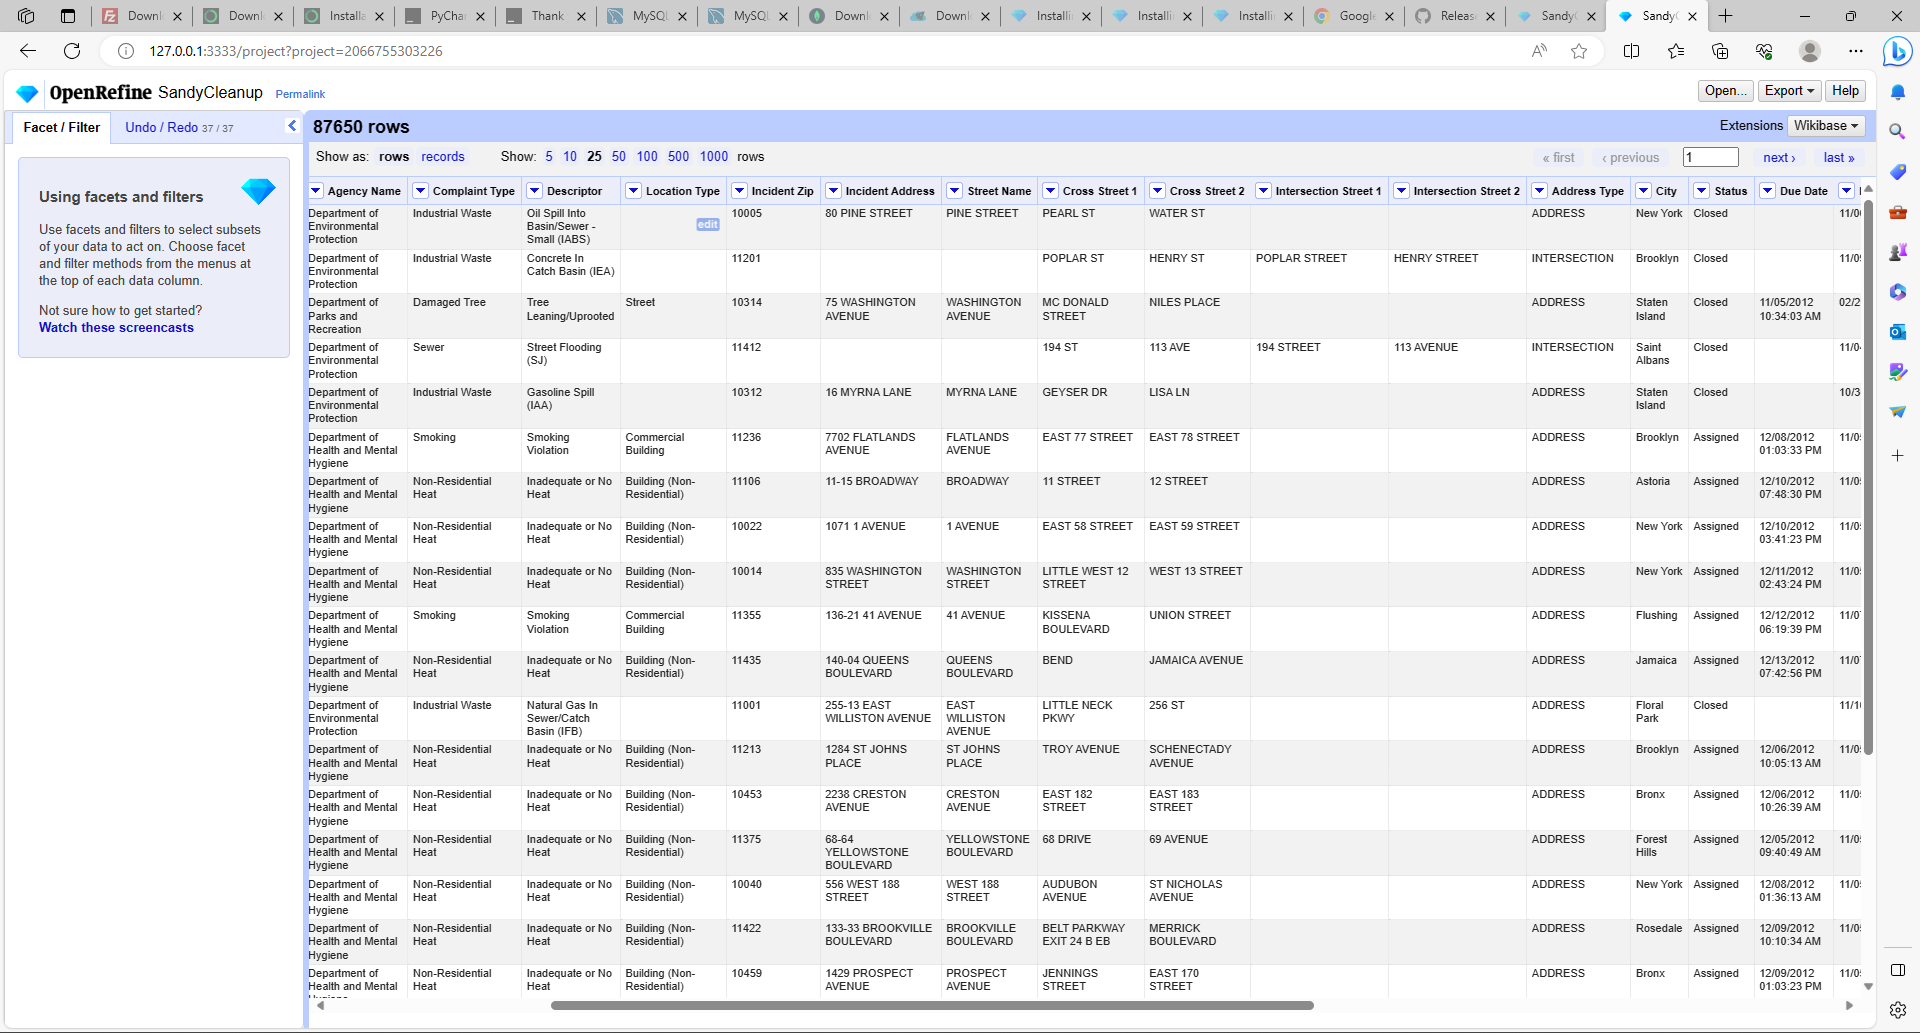 Downl
Downl
Installa
PyChar
Thank
MySQL
MySQL
Downl
Downl
Installi
Installi
Installi
Google
Releas
SandyC
SandyC
127.0.0.1:3333/project?project=2066755303226
OpenRefine SandyCleanup Permalink
Open... Export Help
Facet / Filter Undo / Redo 37 / 37
87650 rows
Extensions Wikibase
Show as: rows records Show: 5 10 25 50 100 500 1000 rows
« first ‹ previous 1 next › last »
Using facets and filters
Use facets and filters to select subsets
of your data to act on. Choose facet
and filter methods from the menus at
the top of each data column.
Not sure how to get started?
Watch these screencasts
Agency Name Complaint Type Descriptor Location Type Incident Zip Incident Address Street Name Cross Street 1 Cross Street 2 Intersection Street 1 Intersection Street 2 Address Type City Status Due Date
Department of Industrial Waste Oil Spill Into 10005 80 PINE STREET PINE STREET PEARL ST WATER ST ADDRESS New York Closed 11/0
Environmental Basin/Sewer - edit
Protection Small (IABS)
Department of Industrial Waste Concrete In 11201 POPLAR ST HENRY ST POPLAR STREET HENRY STREET INTERSECTION Brooklyn Closed 11/0
Environmental Catch Basin (IEA)
Protection
Department of Damaged Tree Tree Street 10314 75 WASHINGTON WASHINGTON MC DONALD NILES PLACE ADDRESS Staten Closed 11/05/2012 02/2
Parks and Leaning/Uprooted AVENUE AVENUE STREET Island 10:34:03 AM
Recreation
Department of Sewer Street Flooding 11412 194 ST 113 AVE 194 STREET 113 AVENUE INTERSECTION Saint Closed 11/0
Environmental (SJ) Albans
Protection
Department of Industrial Waste Gasoline Spill 10312 16 MYRNA LANE MYRNA LANE GEYSER DR LISA LN ADDRESS Staten Closed 10/3
Environmental (IAA) Island
Protection
Department of Smoking Smoking Commercial 11236 7702 FLATLANDS FLATLANDS EAST 77 STREET EAST 78 STREET ADDRESS Brooklyn Assigned 12/08/2012 11/0
Health and Mental Violation Building AVENUE AVENUE 01:03:33 PM
Hygiene
Department of Non-Residential Inadequate or No Building (Non- 11106 11-15 BROADWAY BROADWAY 11 STREET 12 STREET ADDRESS Astoria Assigned 12/10/2012 11/0
Health and Mental Heat Heat Residential) 07:48:30 PM
Hygiene
Department of Non-Residential Inadequate or No Building (Non- 10022 1071 1 AVENUE 1 AVENUE EAST 58 STREET EAST 59 STREET ADDRESS New York Assigned 12/10/2012 11/0
Health and Mental Heat Heat Residential) 03:41:23 PM
Hygiene
Department of Non-Residential Inadequate or No Building (Non- 10014 835 WASHINGTON WASHINGTON LITTLE WEST 12 WEST 13 STREET ADDRESS New York Assigned 12/11/2012 11/0
Health and Mental Heat Heat Residential) STREET STREET STREET 02:43:24 PM
Hygiene
Department of Smoking Smoking Commercial 11355 136-21 41 AVENUE 41 AVENUE KISSENA UNION STREET ADDRESS Flushing Assigned 12/12/2012 11/0
Health and Mental Violation Building BOULEVARD 06:19:39 PM
Hygiene
Department of Non-Residential Inadequate or No Building (Non- 11435 140-04 QUEENS QUEENS BEND JAMAICA AVENUE ADDRESS Jamaica Assigned 12/13/2012 11/0
Health and Mental Heat Heat Residential) BOULEVARD BOULEVARD 07:42:56 PM
Hygiene
Department of Industrial Waste Natural Gas In 11001 255-13 EAST EAST LITTLE NECK 256 ST ADDRESS Floral Closed 11/1
Environmental Sewer/Catch WILLISTON AVENUE WILLISTON PKWY Park
Protection Basin (IFB) AVENUE
Department of Non-Residential Inadequate or No Building (Non- 11213 1284 ST JOHNS ST JOHNS TROY AVENUE SCHENECTADY ADDRESS Brooklyn Assigned 12/06/2012 11/0
Health and Mental Heat Heat Residential) PLACE PLACE AVENUE 10:05:13 AM
Hygiene
Department of Non-Residential Inadequate or No Building (Non- 10453 2238 CRESTON CRESTON EAST 182 EAST 183 ADDRESS Bronx Assigned 12/06/2012 11/0
Health and Mental Heat Heat Residential) AVENUE AVENUE STREET STREET 10:26:39 AM
Hygiene
Department of Non-Residential Inadequate or No Building (Non- 11375 68-64 YELLOWSTONE 68 DRIVE 69 AVENUE ADDRESS Forest Assigned 12/05/2012 11/0
Health and Mental Heat Heat Residential) YELLOWSTONE BOULEVARD Hills 09:40:49 AM
Hygiene BOULEVARD
Department of Non-Residential Inadequate or No Building (Non- 10040 556 WEST 188 WEST 188 AUDUBON ST NICHOLAS ADDRESS New York Assigned 12/08/2012 11/0
Health and Mental Heat Heat Residential) STREET STREET AVENUE AVENUE 01:36:13 AM
Hygiene
Department of Non-Residential Inadequate or No Building (Non- 11422 133-33 BROOKVILLE BROOKVILLE BELT PARKWAY MERRICK ADDRESS Rosedale Assigned 12/09/2012 11/0
Health and Mental Heat Heat Residential) BOULEVARD BOULEVARD EXIT 24 B EB BOULEVARD 10:10:34 AM
Hygiene
Department of Non-Residential Inadequate or No Building (Non- 10459 1429 PROSPECT PROSPECT JENNINGS EAST 170 ADDRESS Bronx Assigned 12/09/2012 11/0
Health and Mental Heat Heat Residential) AVENUE AVENUE STREET STREET 01:03:23 PM